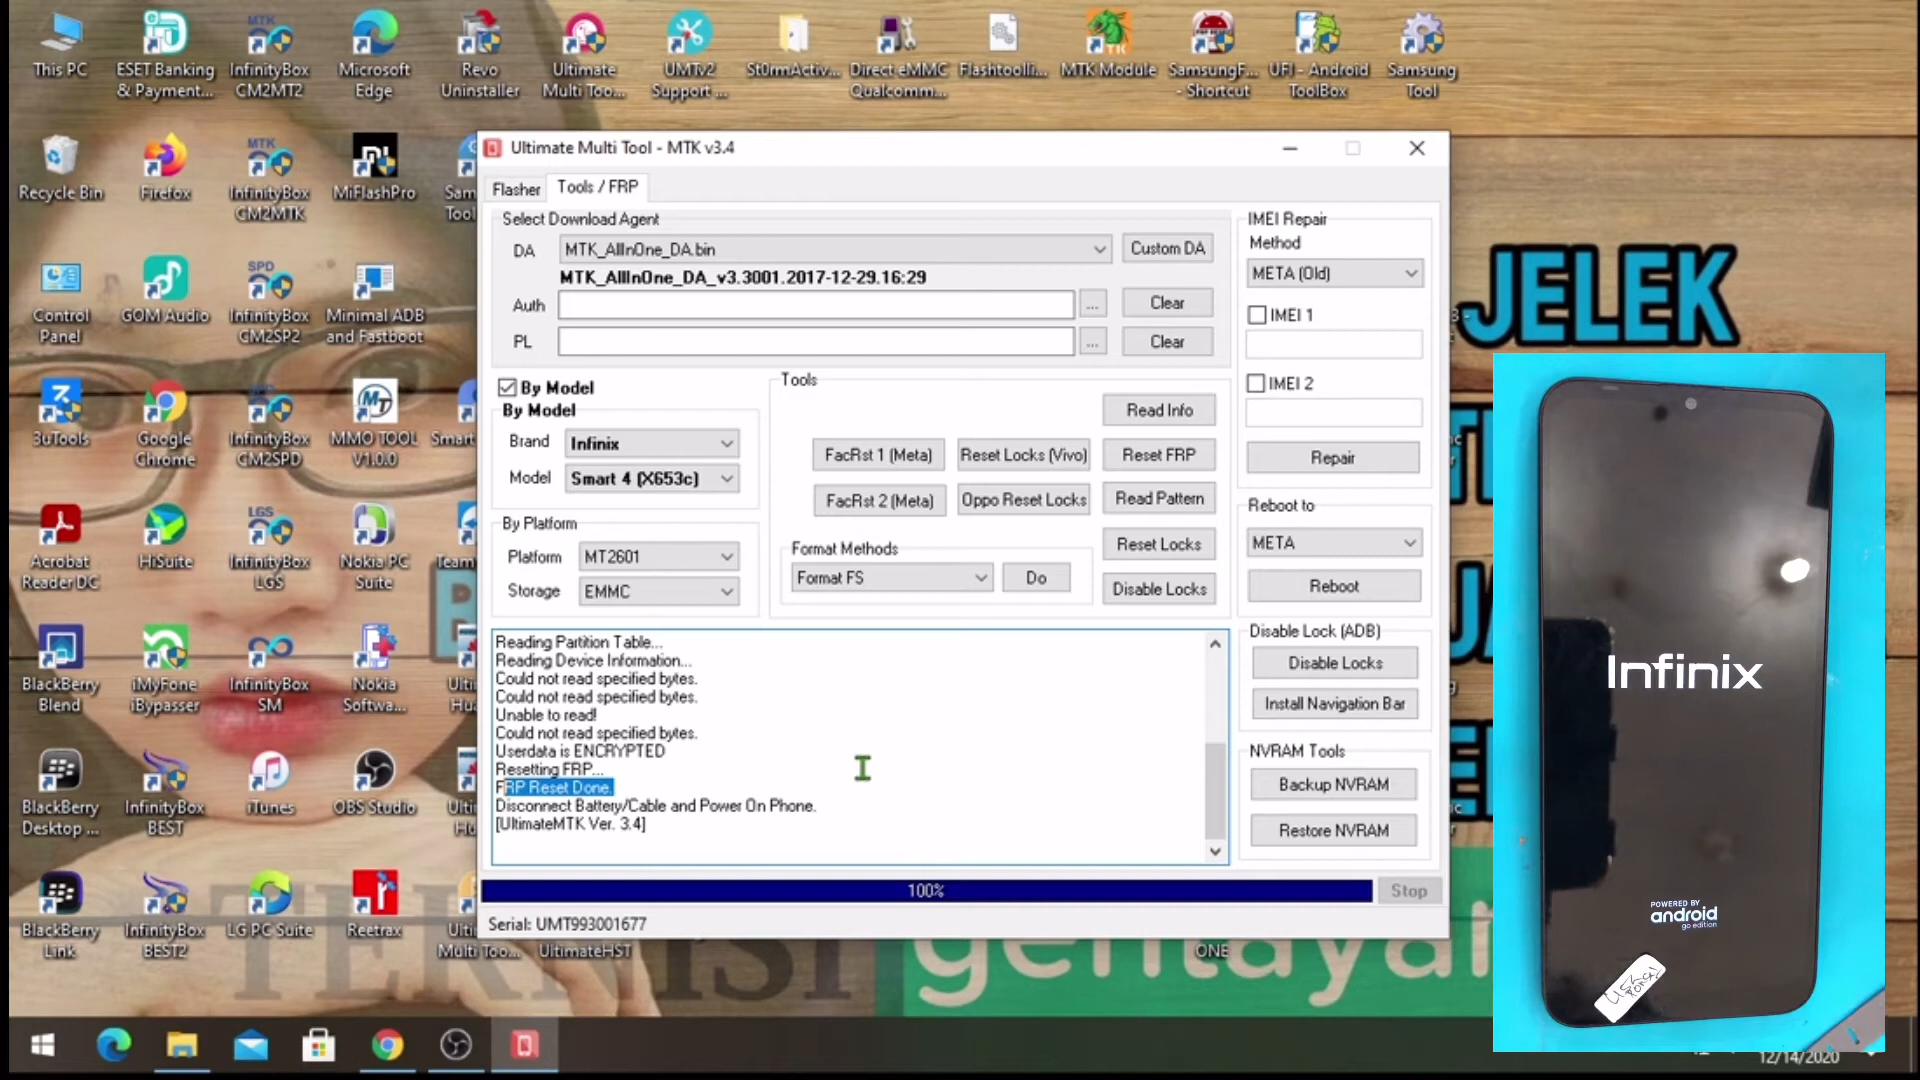 This PC
ESET Banking & Payment...
InfinityBox CM2MT2
Microsoft Edge
Revo Uninstaller
Ultimate Multi Too...
UMTv2 Support ...
St0rmActiv...
Direct eMMC Qualcomm...
Flashtooll...
MTK Module
SamsungF... - Shortcut
UFI - Android ToolBox
Samsung Tool
Recycle Bin
Firefox
InfinityBox CM2MTK
MiFlashPro
Control Panel
GOM Audio
InfinityBox CM2SP2
Minimal ADB and Fastboot
3uTools
Google Chrome
InfinityBox CM2SPD
MMO TOOL V1.0.0
Smart
Acrobat Reader DC
HiSuite
InfinityBox LGS
Nokia PC Suite
Team
BlackBerry Blend
iMyFone iBypasser
InfinityBox SM
Nokia Softwa...
BlackBerry Desktop ...
InfinityBox BEST
iTunes
OBS Studio
BlackBerry Link
InfinityBox BEST2
LG PC Suite
Reetrax
Multi Too...
UltimateHST
ONE
Ultimate Multi Tool - MTK v3.4
Flasher
Tools / FRP
Select Download Agent
DA
MTK_AllInOne_DA.bin
Custom DA
MTK_AllInOne_DA_v3.3001.2017-12-29.16:29
Auth
...
Clear
PL
...
Clear
By Model
By Model
Brand
Infinix
Model
Smart 4 (X653c)
By Platform
Platform
MT2601
Storage
EMMC
Tools
Read Info
FacRst 1 (Meta)
Reset Locks (Vivo)
Reset FRP
FacRst 2 (Meta)
Oppo Reset Locks
Read Pattern
Format Methods
Format FS
Do
Reset Locks
Disable Locks
IMEI Repair
Method
META (Old)
IMEI 1
IMEI 2
Repair
Reboot to
META
Reboot
Disable Lock (ADB)
Disable Locks
Install Navigation Bar
NVRAM Tools
Backup NVRAM
Restore NVRAM
Reading Partition Table...
Reading Device Information...
Could not read specified bytes.
Could not read specified bytes.
Unable to read!
Could not read specified bytes.
Userdata is ENCRYPTED
Resetting FRP...
FRP Reset Done.
Disconnect Battery/Cable and Power On Phone.
[UltimateMTK Ver. 3.4]
100%
Stop
Serial: UMT993001677
JELEK
Infinix
POWERED BY
android
go edition
12/14/2020